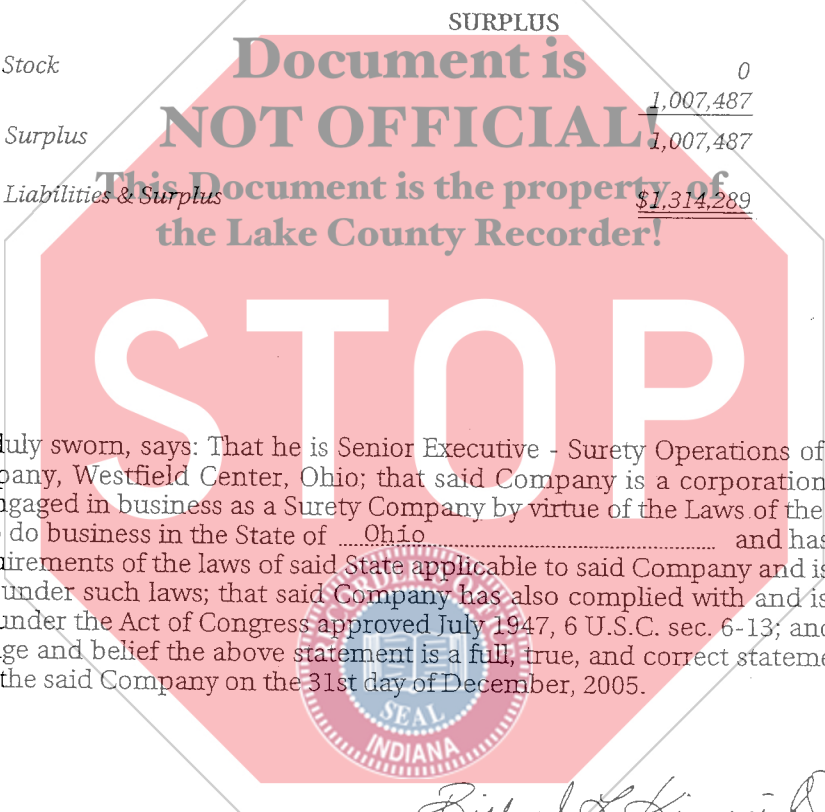 SURPLUS
Document is
Stock 0
1,007,487
NOT OFFICIAL!
Surplus 1,007,487
This Document is the property of
Liabilities & Surplus $1,314,289
the Lake County Recorder!
STOP
duly sworn, says: That he is Senior Executive - Surety Operations of
pany, Westfield Center, Ohio; that said Company is a corporation
ngaged in business as a Surety Company by virtue of the Laws of the
do business in the State of Ohio and has
uirements of the laws of said State applicable to said Company and is
under such laws; that said Company has also complied with and is
under the Act of Congress approved July 1947, 6 U.S.C. sec. 6-13; and
ge and belief the above statement is a full, true, and correct stateme
the said Company on the 31st day of December, 2005.
SEAL
INDIANA